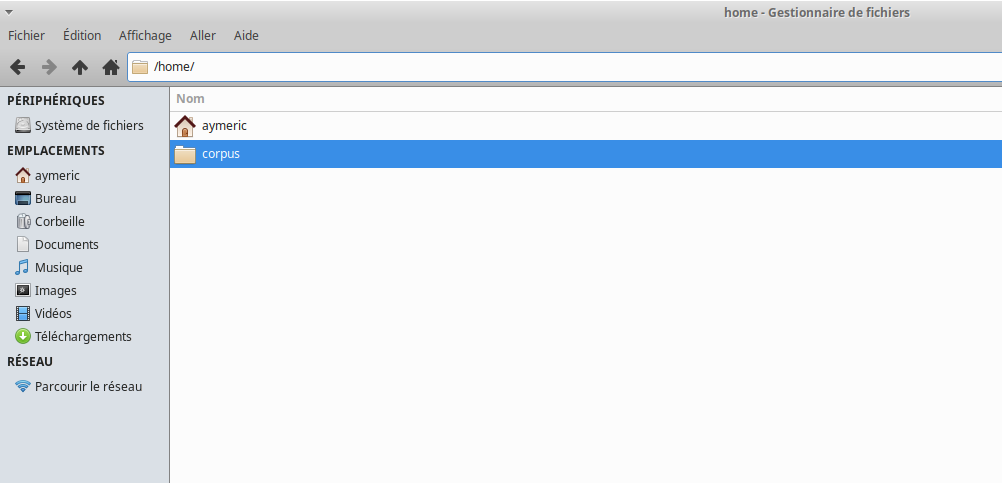 home - Gestionnaire de fichiers
Fichier Édition Affichage Aller Aide
/home/
PÉRIPHÉRIQUES
Système de fichiers
EMPLACEMENTS
aymeric
Bureau
Corbeille
Documents
Musique
Images
Vidéos
Téléchargements
RÉSEAU
Parcourir le réseau
Nom
aymeric
corpus